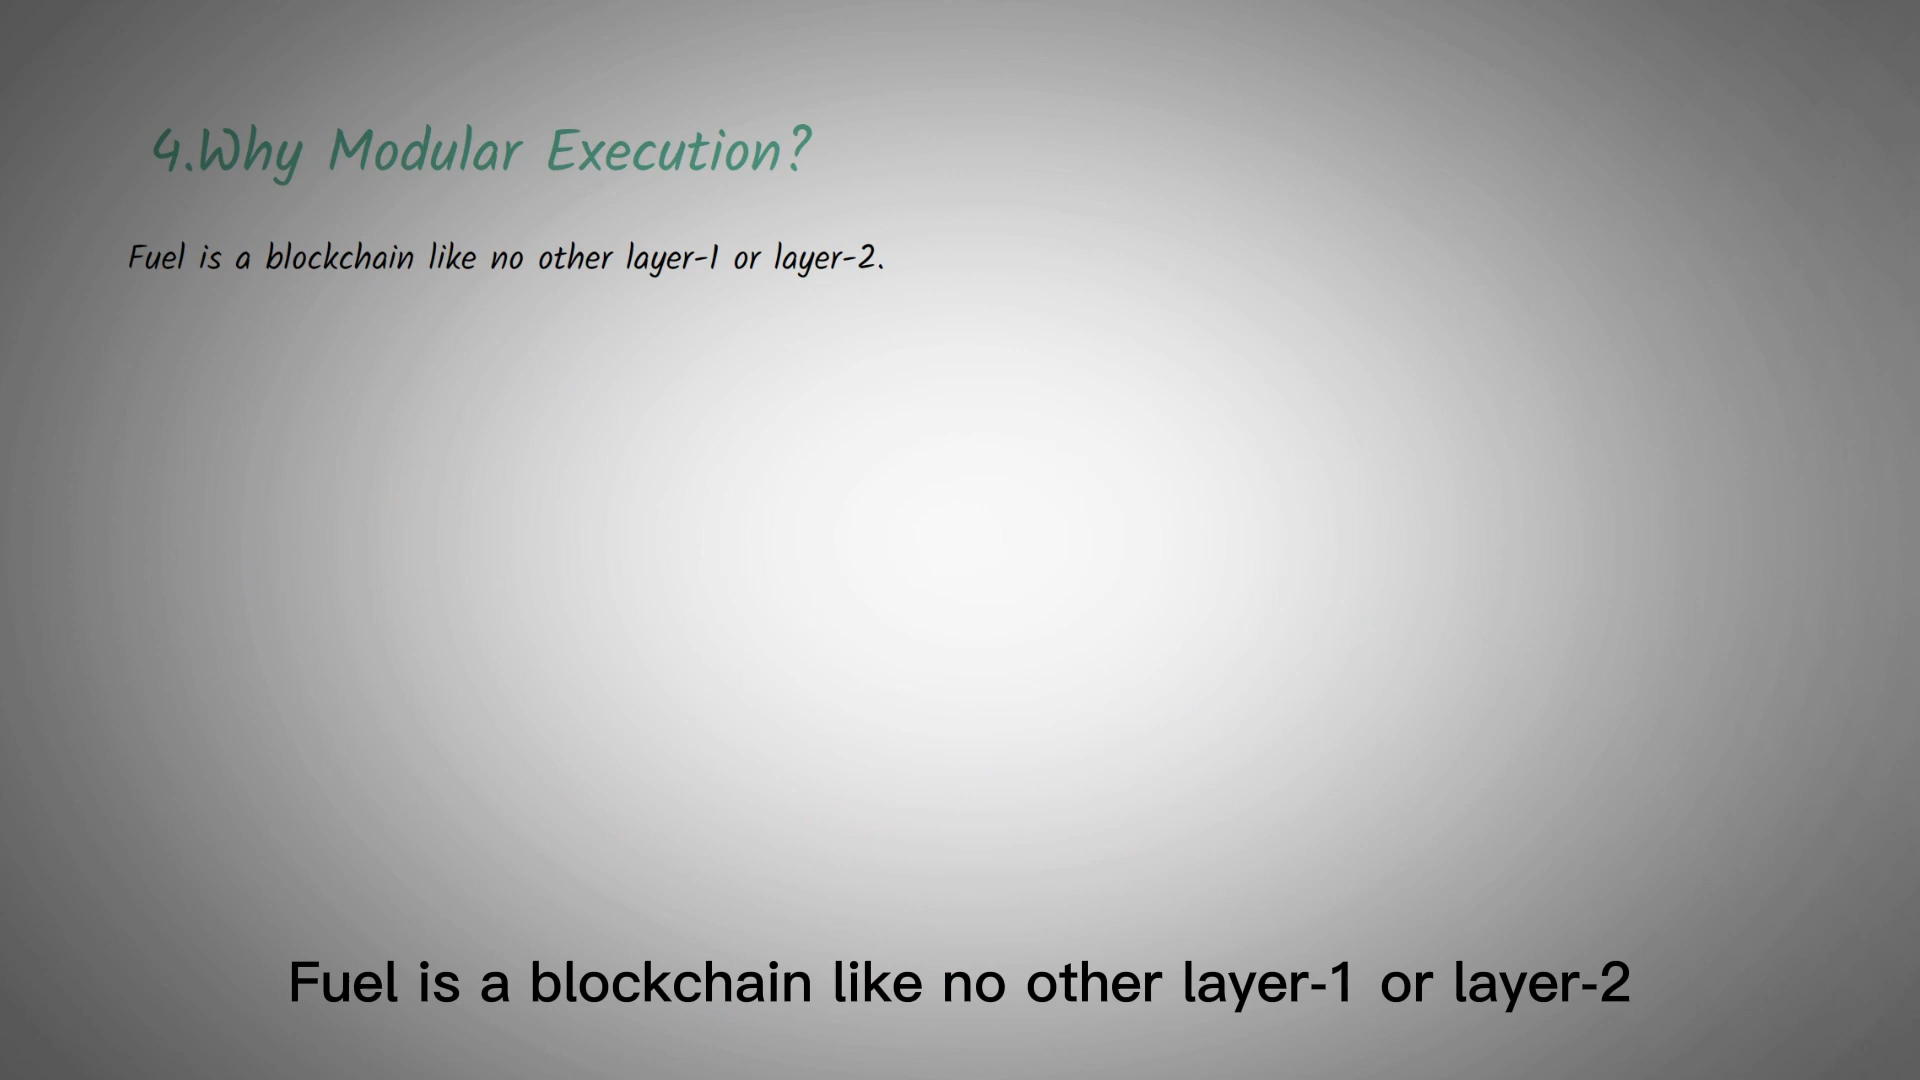 4.Why Modular Execution?
Fuel is a blockchain like no other layer-1 or layer-2.
Fuel is a blockchain like no other layer-1 or layer-2